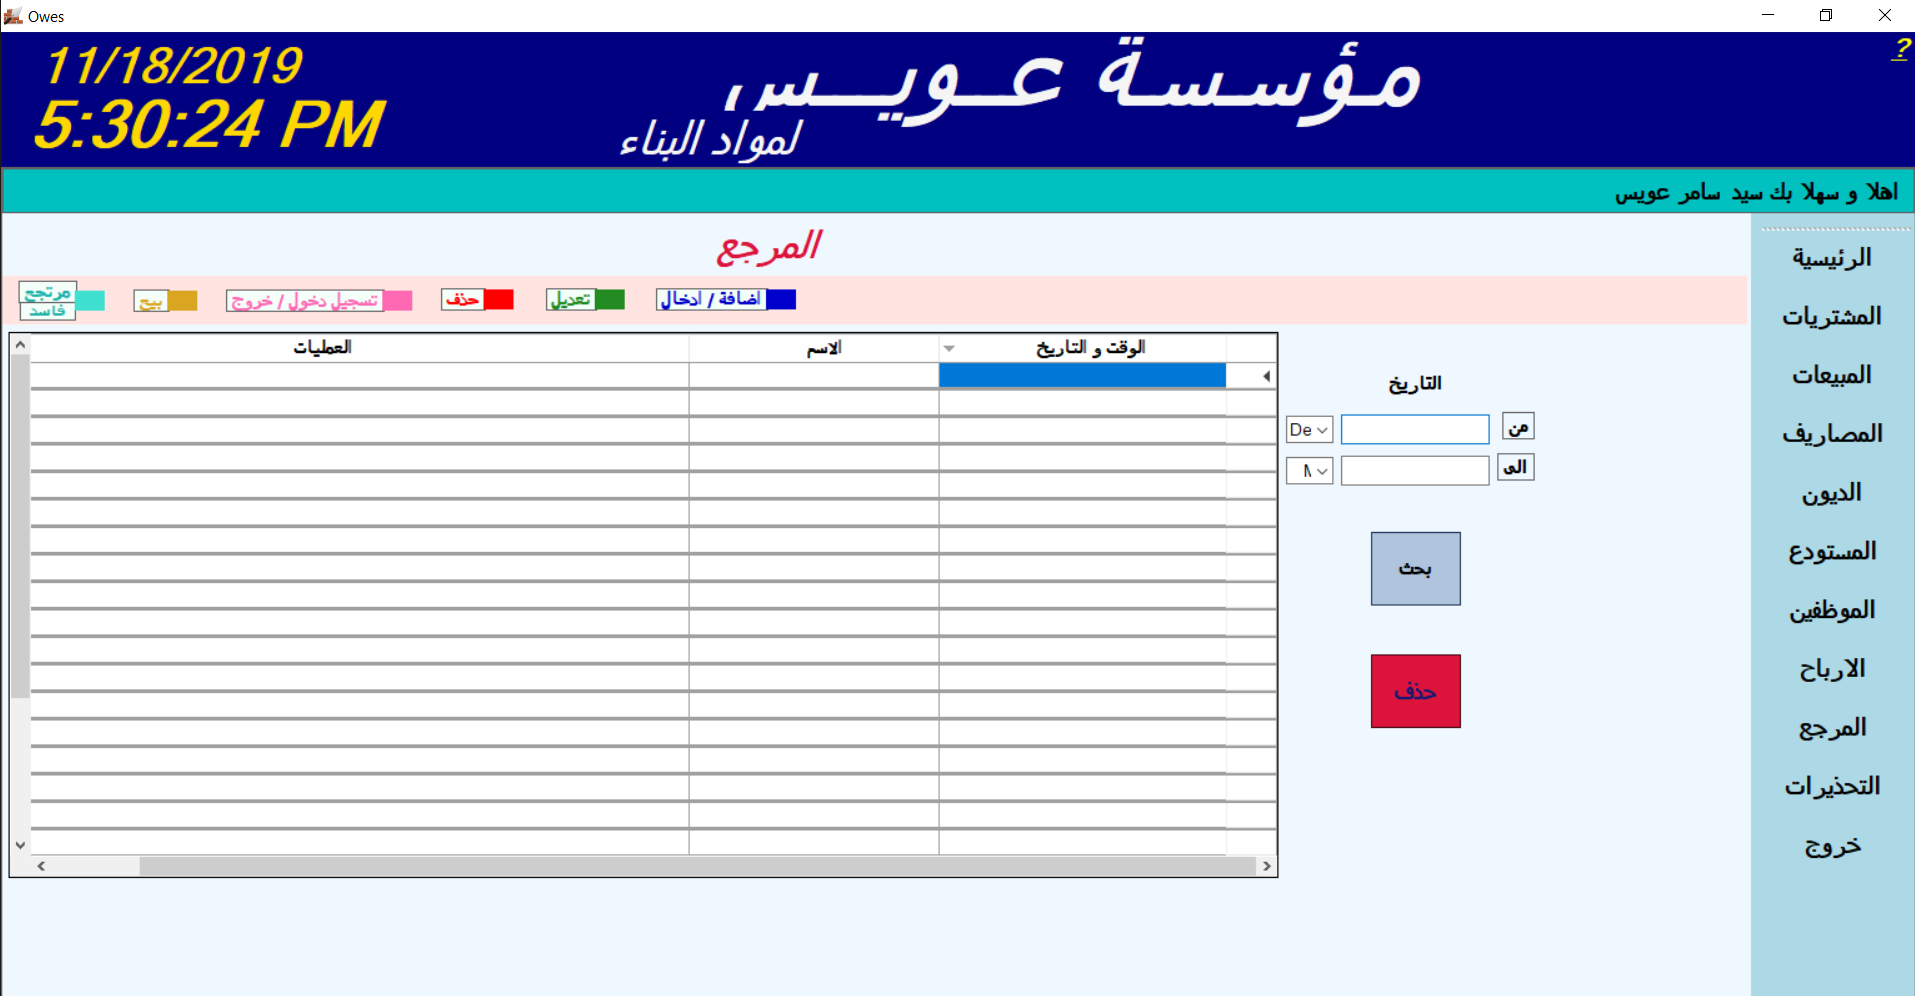 Owes
11/18/2019
5:30:24 PM
مؤسسة عويس
لمواد البناء
?
اهلا و سهلا بك سيد سامر عويس
المرجع
اضافة / ادخال
تعديل
حذف
تسجيل دخول / خروج
بيع
مرتجع
فاسد
الوقت و التاريخ
الاسم
العمليات
التاريخ
من
De
الى
بحث
حذف
الرئيسية
المشتريات
المبيعات
المصاريف
الديون
المستودع
الموظفين
الارباح
المرجع
التحذيرات
خروج